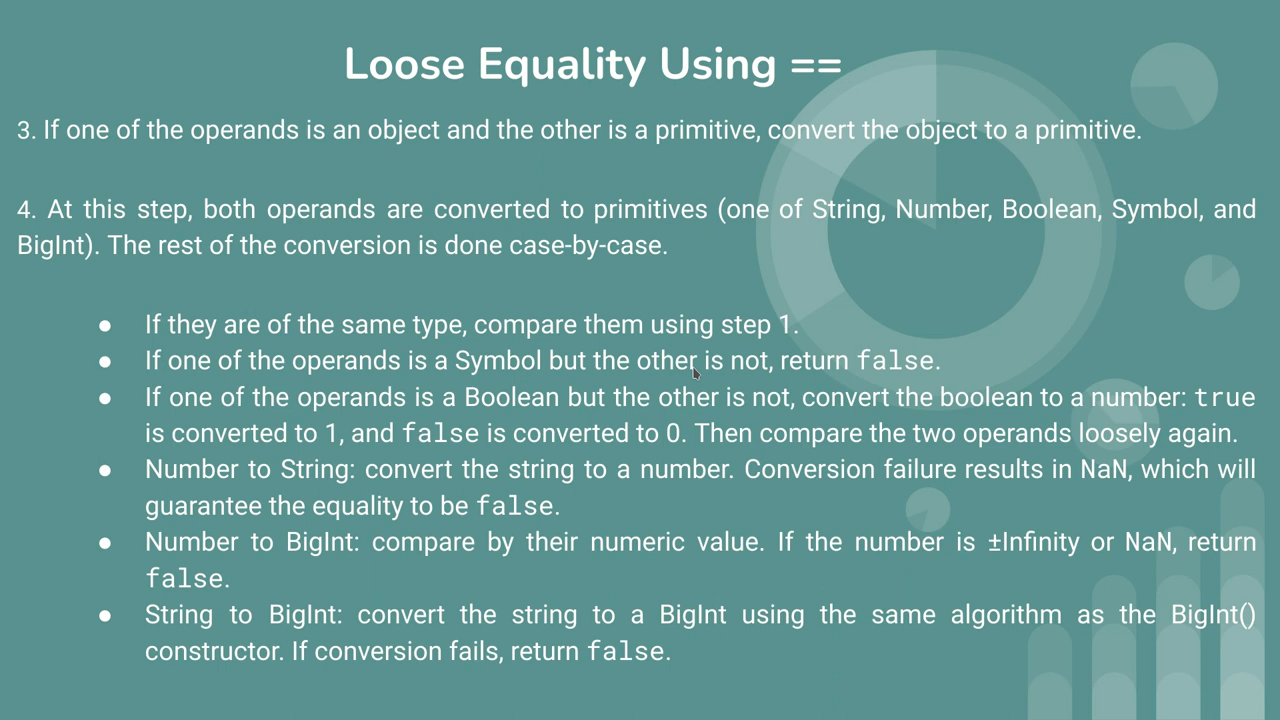 Loose Equality Using ==
3. If one of the operands is an object and the other is a primitive, convert the object to a primitive.
4. At this step, both operands are converted to primitives (one of String, Number, Boolean, Symbol, and
BigInt). The rest of the conversion is done case-by-case.
● If they are of the same type, compare them using step 1.
● If one of the operands is a Symbol but the other is not, return false.
● If one of the operands is a Boolean but the other is not, convert the boolean to a number: true
is converted to 1, and false is converted to 0. Then compare the two operands loosely again.
● Number to String: convert the string to a number. Conversion failure results in NaN, which will
guarantee the equality to be false.
● Number to BigInt: compare by their numeric value. If the number is ±Infinity or NaN, return
false.
● String to BigInt: convert the string to a BigInt using the same algorithm as the BigInt()
constructor. If conversion fails, return false.